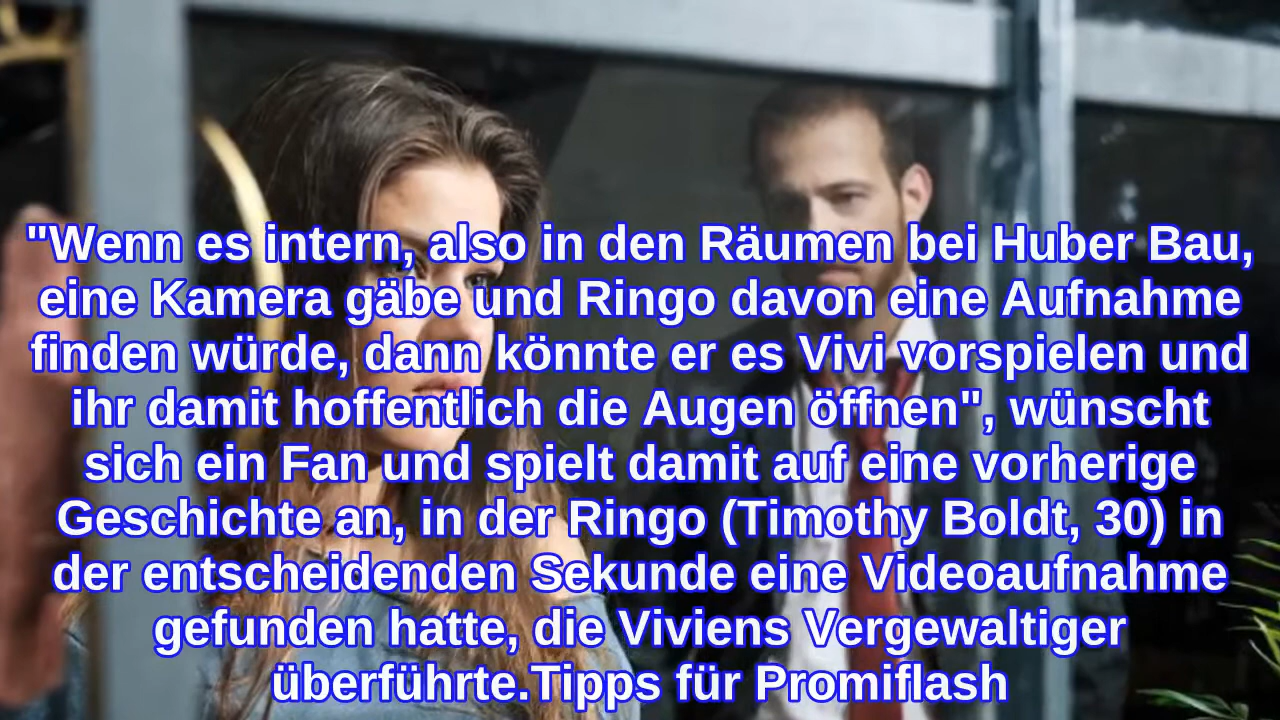 "Wenn es intern, also in den Räumen bei Huber Bau,
eine Kamera gäbe und Ringo davon eine Aufnahme
finden würde, dann könnte er es Vivi vorspielen und
ihr damit hoffentlich die Augen öffnen", wünscht
sich ein Fan und spielt damit auf eine vorherige
Geschichte an, in der Ringo (Timothy Boldt, 30) in
der entscheidenden Sekunde eine Videoaufnahme
gefunden hatte, die Viviens Vergewaltiger
überführte.Tipps für Promiflash